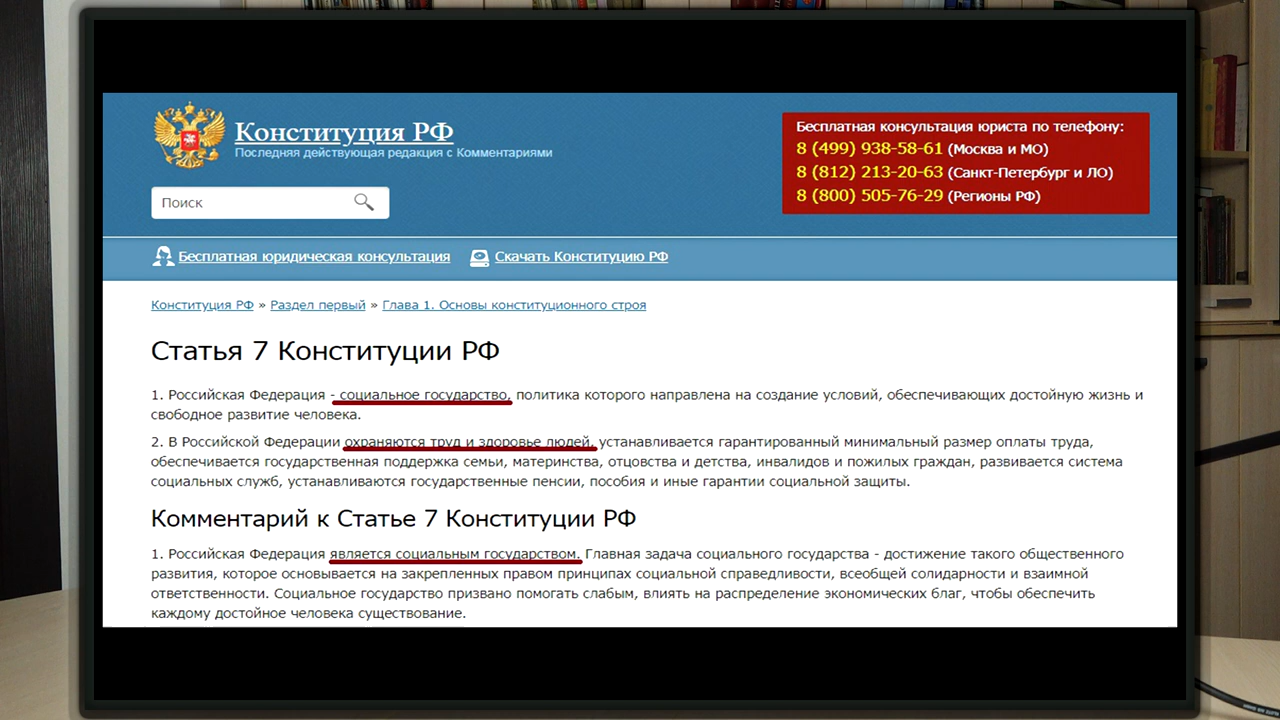 Конституция РФ
Последняя действующая редакция с Комментариями
Поиск
Бесплатная консультация юриста по телефону:
8 (499) 938-58-61 (Москва и МО)
8 (812) 213-20-63 (Санкт-Петербург и ЛО)
8 (800) 505-76-29 (Регионы РФ)
Бесплатная юридическая консультация Скачать Конституцию РФ
Конституция РФ » Раздел первый » Глава 1. Основы конституционного строя
Статья 7 Конституции РФ
1. Российская Федерация - социальное государство, политика которого направлена на создание условий, обеспечивающих достойную жизнь и
свободное развитие человека.
2. В Российской Федерации охраняются труд и здоровье людей, устанавливается гарантированный минимальный размер оплаты труда,
обеспечивается государственная поддержка семьи, материнства, отцовства и детства, инвалидов и пожилых граждан, развивается система
социальных служб, устанавливаются государственные пенсии, пособия и иные гарантии социальной защиты.
Комментарий к Статье 7 Конституции РФ
1. Российская Федерация является социальным государством. Главная задача социального государства - достижение такого общественного
развития, которое основывается на закрепленных правом принципах социальной справедливости, всеобщей солидарности и взаимной
ответственности. Социальное государство призвано помогать слабым, влиять на распределение экономических благ, чтобы обеспечить
каждому достойное человека существование.